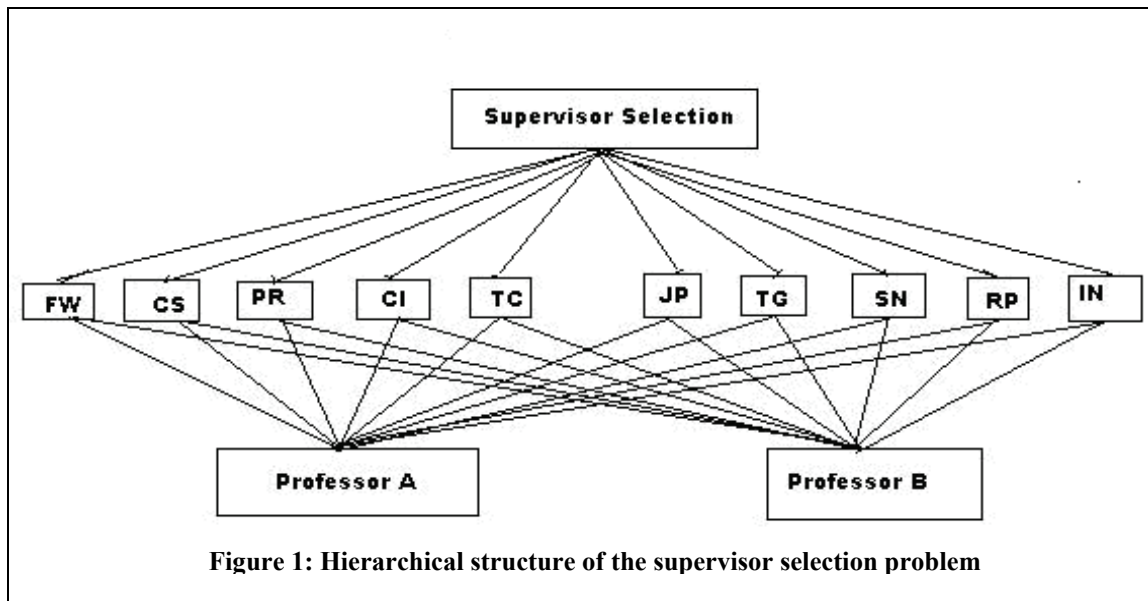 Supervisor Selection
FW CS PR CI TC JP TG SN RP IN
Professor A Professor B
Figure 1: Hierarchical structure of the supervisor selection problem